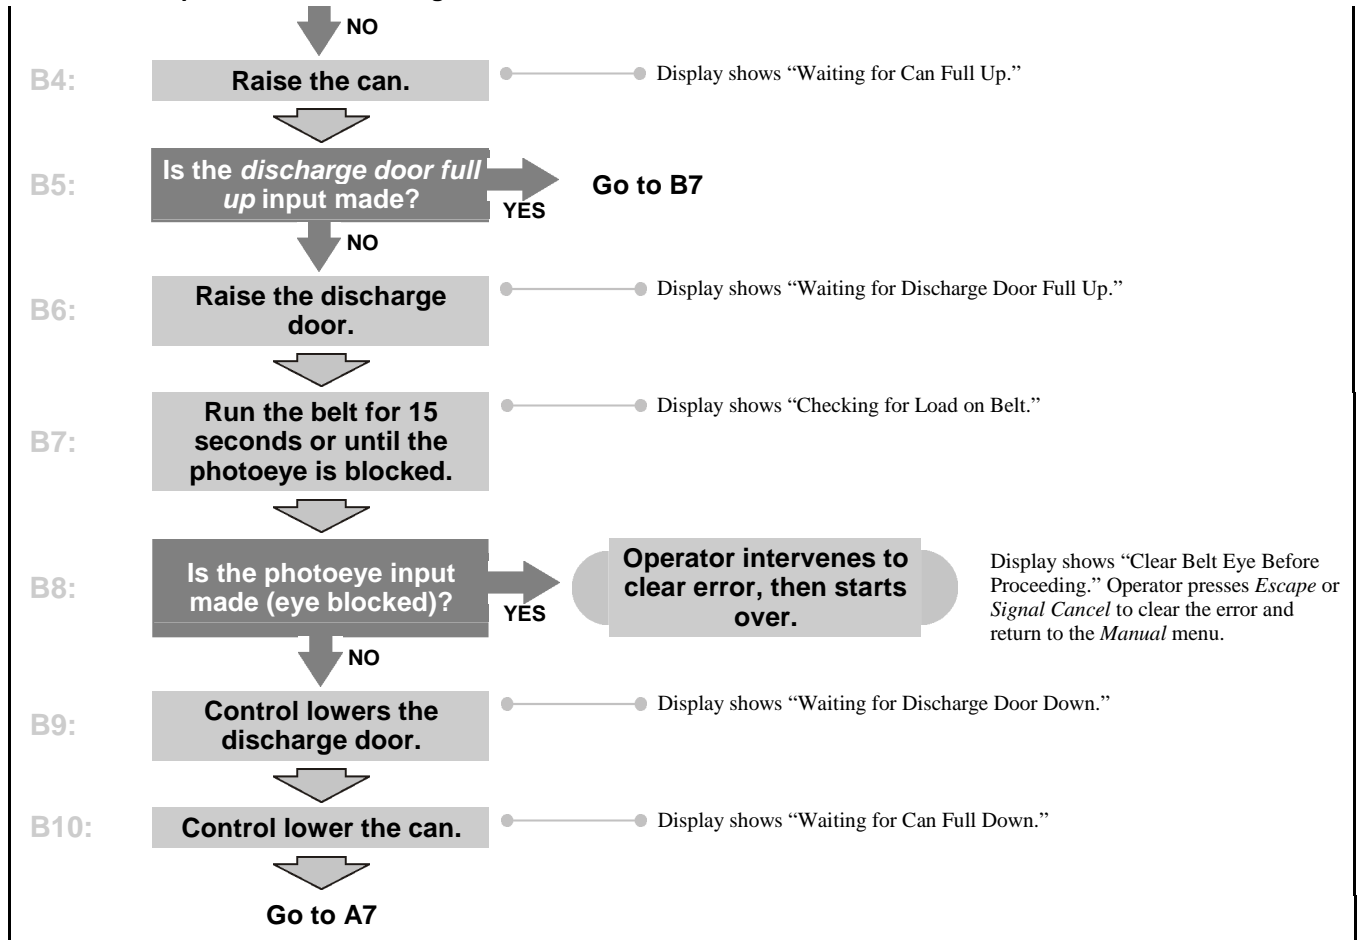 NO
B4:
Raise the can.
Display shows “Waiting for Can Full Up.”
B5:
Is the discharge door full
up input made?
YES
Go to B7
NO
B6:
Raise the discharge
door.
Display shows “Waiting for Discharge Door Full Up.”
B7:
Run the belt for 15
seconds or until the
photoeye is blocked.
Display shows “Checking for Load on Belt.”
B8:
Is the photoeye input
made (eye blocked)?
YES
Operator intervenes to
clear error, then starts
over.
Display shows “Clear Belt Eye Before
Proceeding.” Operator presses Escape or
Signal Cancel to clear the error and
return to the Manual menu.
NO
B9:
Control lowers the
discharge door.
Display shows “Waiting for Discharge Door Down.”
B10:
Control lower the can.
Display shows “Waiting for Can Full Down.”
Go to A7